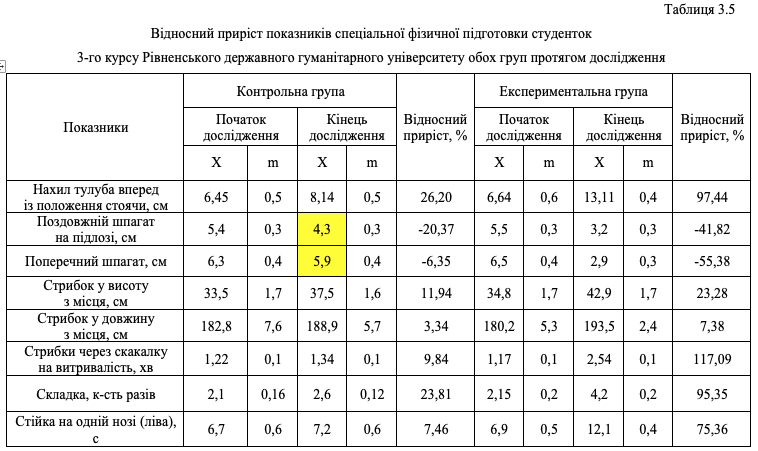 Таблиця 3.5
Відносний приріст показників спеціальної фізичної підготовки студенток
3-го курсу Рівненського державного гуманітарного університету обох груп протягом дослідження
Показники
Контрольна група
Експериментальна група
Початок дослідження
Кінець дослідження
Відносний приріст, %
Початок дослідження
Кінець дослідження
Відносний приріст, %
X m X m X m X m
Нахил тулуба вперед із положення стоячи, см 6,45 0,5 8,14 0,5 26,20 6,64 0,6 13,11 0,4 97,44
Поздовжній шпагат на підлозі, см 5,4 0,3 4,3 0,3 -20,37 5,5 0,3 3,2 0,3 -41,82
Поперечний шпагат, см 6,3 0,4 5,9 0,4 -6,35 6,5 0,4 2,9 0,3 -55,38
Стрибок у висоту з місця, см 33,5 1,7 37,5 1,6 11,94 34,8 1,7 42,9 1,7 23,28
Стрибок у довжину з місця, см 182,8 7,6 188,9 5,7 3,34 180,2 5,3 193,5 2,4 7,38
Стрибки через скакалку на витривалість, хв 1,22 0,1 1,34 0,1 9,84 1,17 0,1 2,54 0,1 117,09
Складка, к-сть разів 2,1 0,16 2,6 0,12 23,81 2,15 0,2 4,2 0,2 95,35
Стійка на одній нозі (ліва), с 6,7 0,6 7,2 0,6 7,46 6,9 0,5 12,1 0,4 75,36